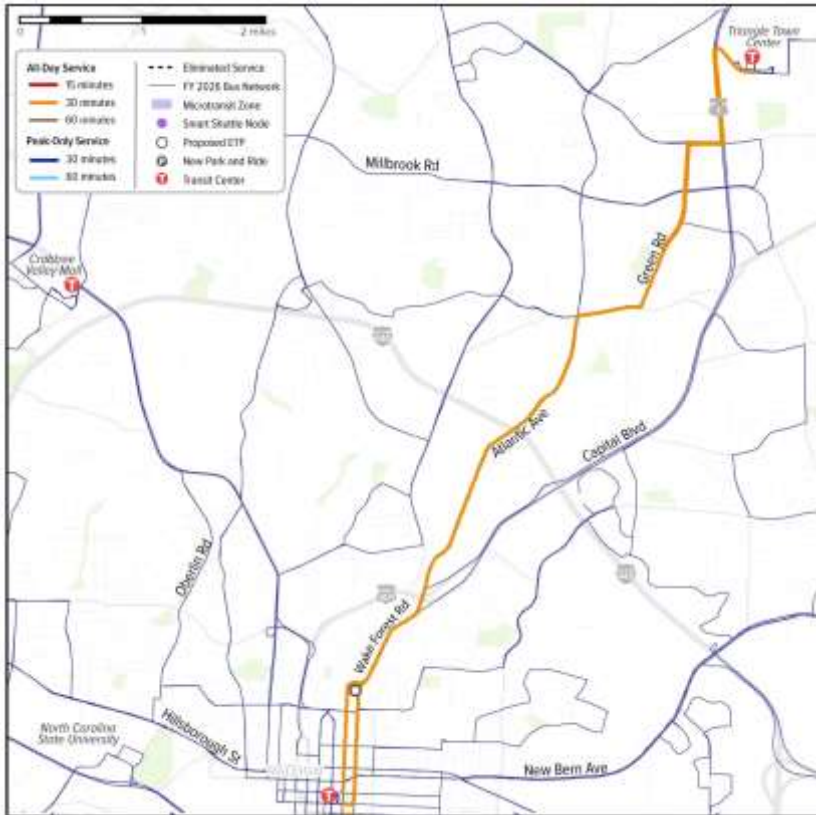 0 1 2 miles
Triangle Town
Center
All-Day Service
15 minutes
30 minutes
60 minutes
Peak-Only Service
30 minutes
60 minutes
Eliminated Service
FY 2026 Bus Network
Microtransit Zone
Smart Shuttle Node
Proposed ETP
New Park and Ride
Transit Center
Millbrook Rd
Crabtree
Valley Mall
Green Rd
Atlantic Ave
Capital Blvd
Oberlin Rd
Wake Forest Rd
North Carolina
State University
Hillsborough St
RALEIGH
New Bern Ave